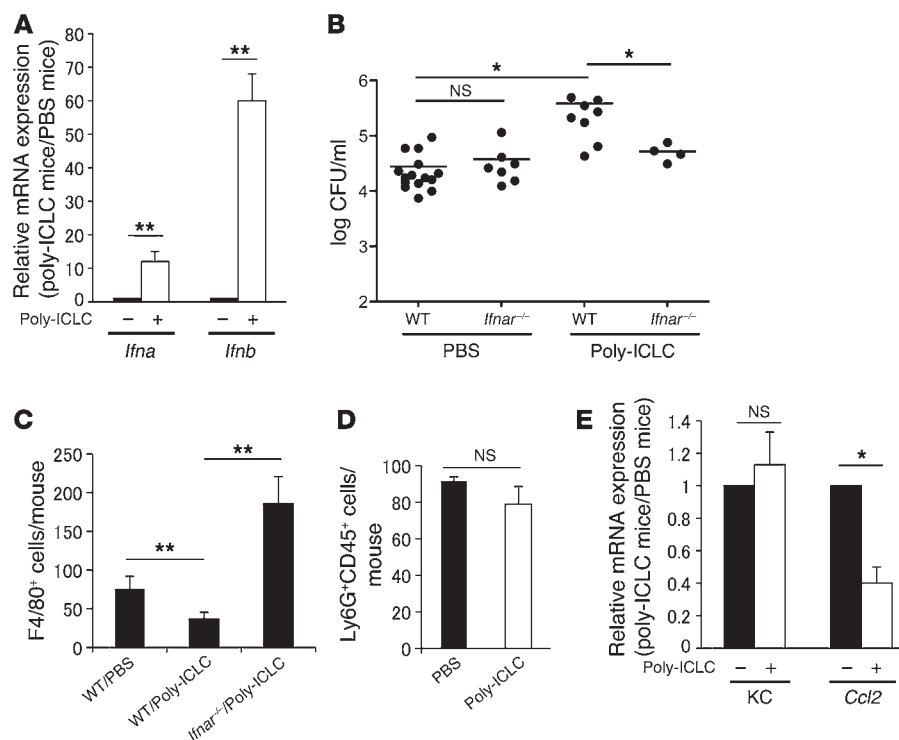 A
Relative mRNA expression
(poly-ICLC mice/PBS mice)
80
70
60
50
40
30
20
10
0
**
**
Poly-ICLC − + − +
Ifna Ifnb
B
log CFU/ml
6
5
4
3
2
*
*
NS
WT Ifnar−/− WT Ifnar−/−
PBS Poly-ICLC
C
F4/80+ cells/mouse
250
200
150
100
50
0
**
**
WT/PBS
WT/Poly-ICLC
Ifnar−/−/Poly-ICLC
D
Ly6G+CD45+ cells/
mouse
100
80
60
40
20
0
NS
PBS
Poly-ICLC
E
Relative mRNA expression
(poly-ICLC mice/PBS mice)
1.4
1.2
1
0.8
0.6
0.4
0.2
0
NS
*
Poly-ICLC − + − +
KC Ccl2